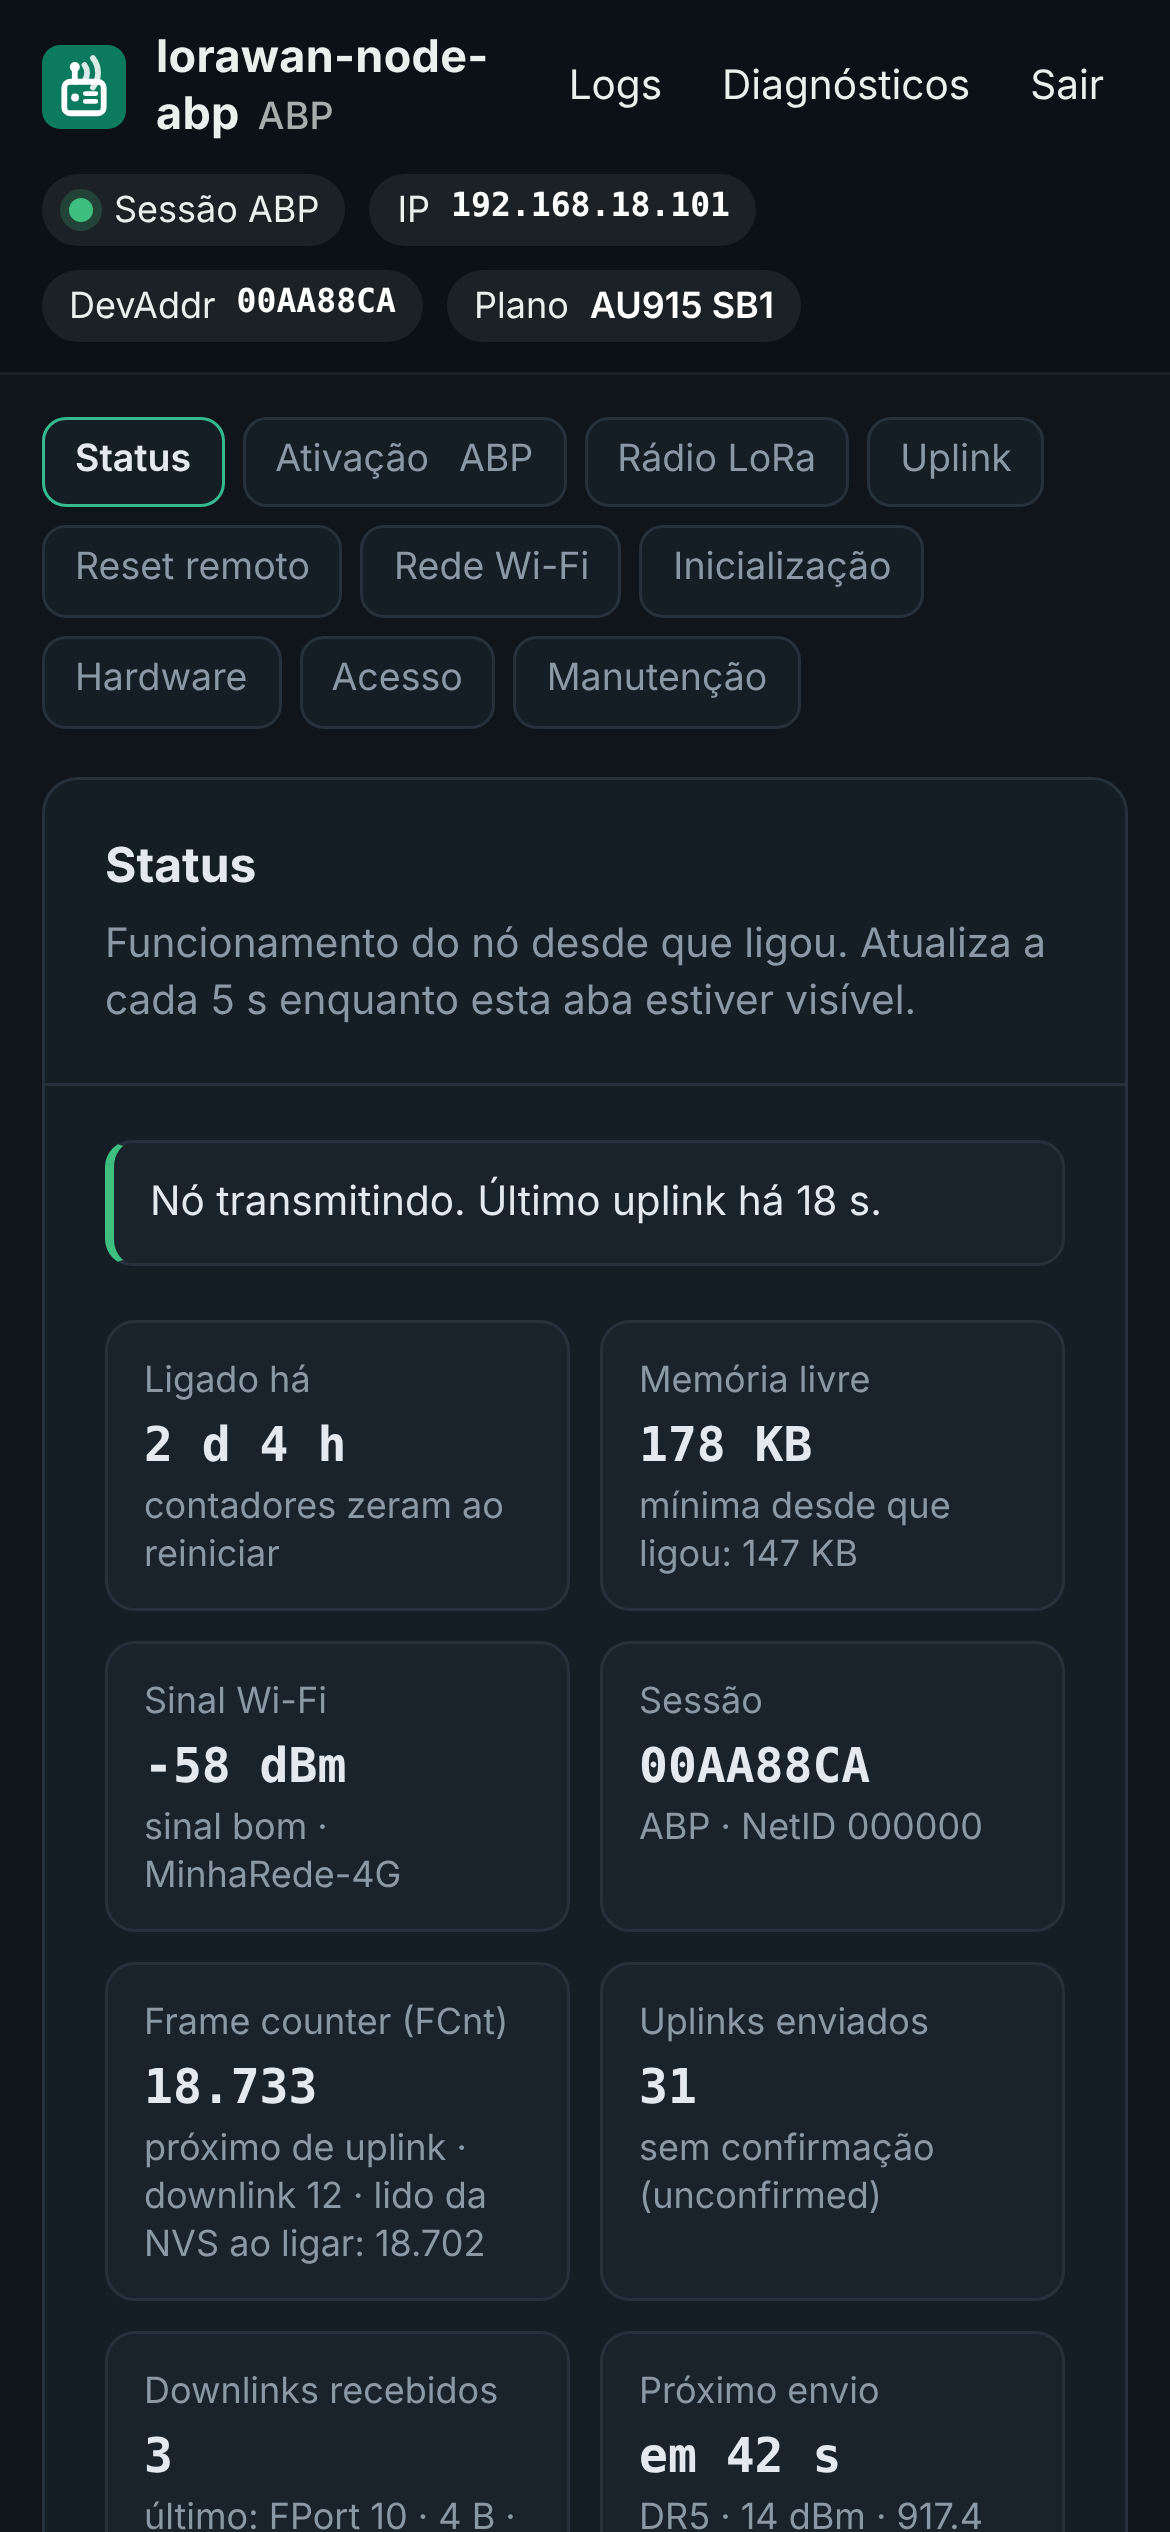 lorawan-node-
abp ABP
Logs
Diagnósticos
Sair
Sessão ABP
IP 192.168.18.101
DevAddr 00AA88CA
Plano AU915 SB1
Status
Ativação ABP
Rádio LoRa
Uplink
Reset remoto
Rede Wi-Fi
Inicialização
Hardware
Acesso
Manutenção
Status
Funcionamento do nó desde que ligou. Atualiza a
cada 5 s enquanto esta aba estiver visível.
Nó transmitindo. Último uplink há 18 s.
Ligado há
2 d 4 h
contadores zeram ao
reiniciar
Memória livre
178 KB
mínima desde que
ligou: 147 KB
Sinal Wi-Fi
-58 dBm
sinal bom ·
MinhaRede-4G
Sessão
00AA88CA
ABP · NetID 000000
Frame counter (FCnt)
18.733
próximo de uplink ·
downlink 12 · lido da
NVS ao ligar: 18.702
Uplinks enviados
31
sem confirmação
(unconfirmed)
Downlinks recebidos
3
último: FPort 10 · 4 B ·
Próximo envio
em 42 s
DR5 · 14 dBm · 917.4